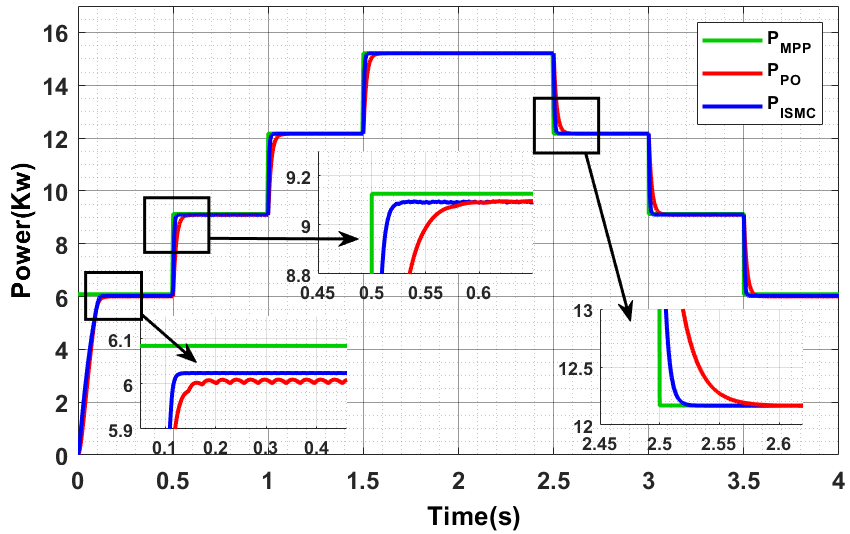 16
14
12
10
8
6
4
2
0
Power(Kw)
0 0.5 1 1.5 2 2.5 3 3.5 4
Time(s)
P_MPP
P_PO
P_ISMC
9.2
9
8.8
0.45 0.5 0.55 0.6
6.1
6
5.9
0.1 0.2 0.3 0.4
13
12.5
12
2.45 2.5 2.55 2.6